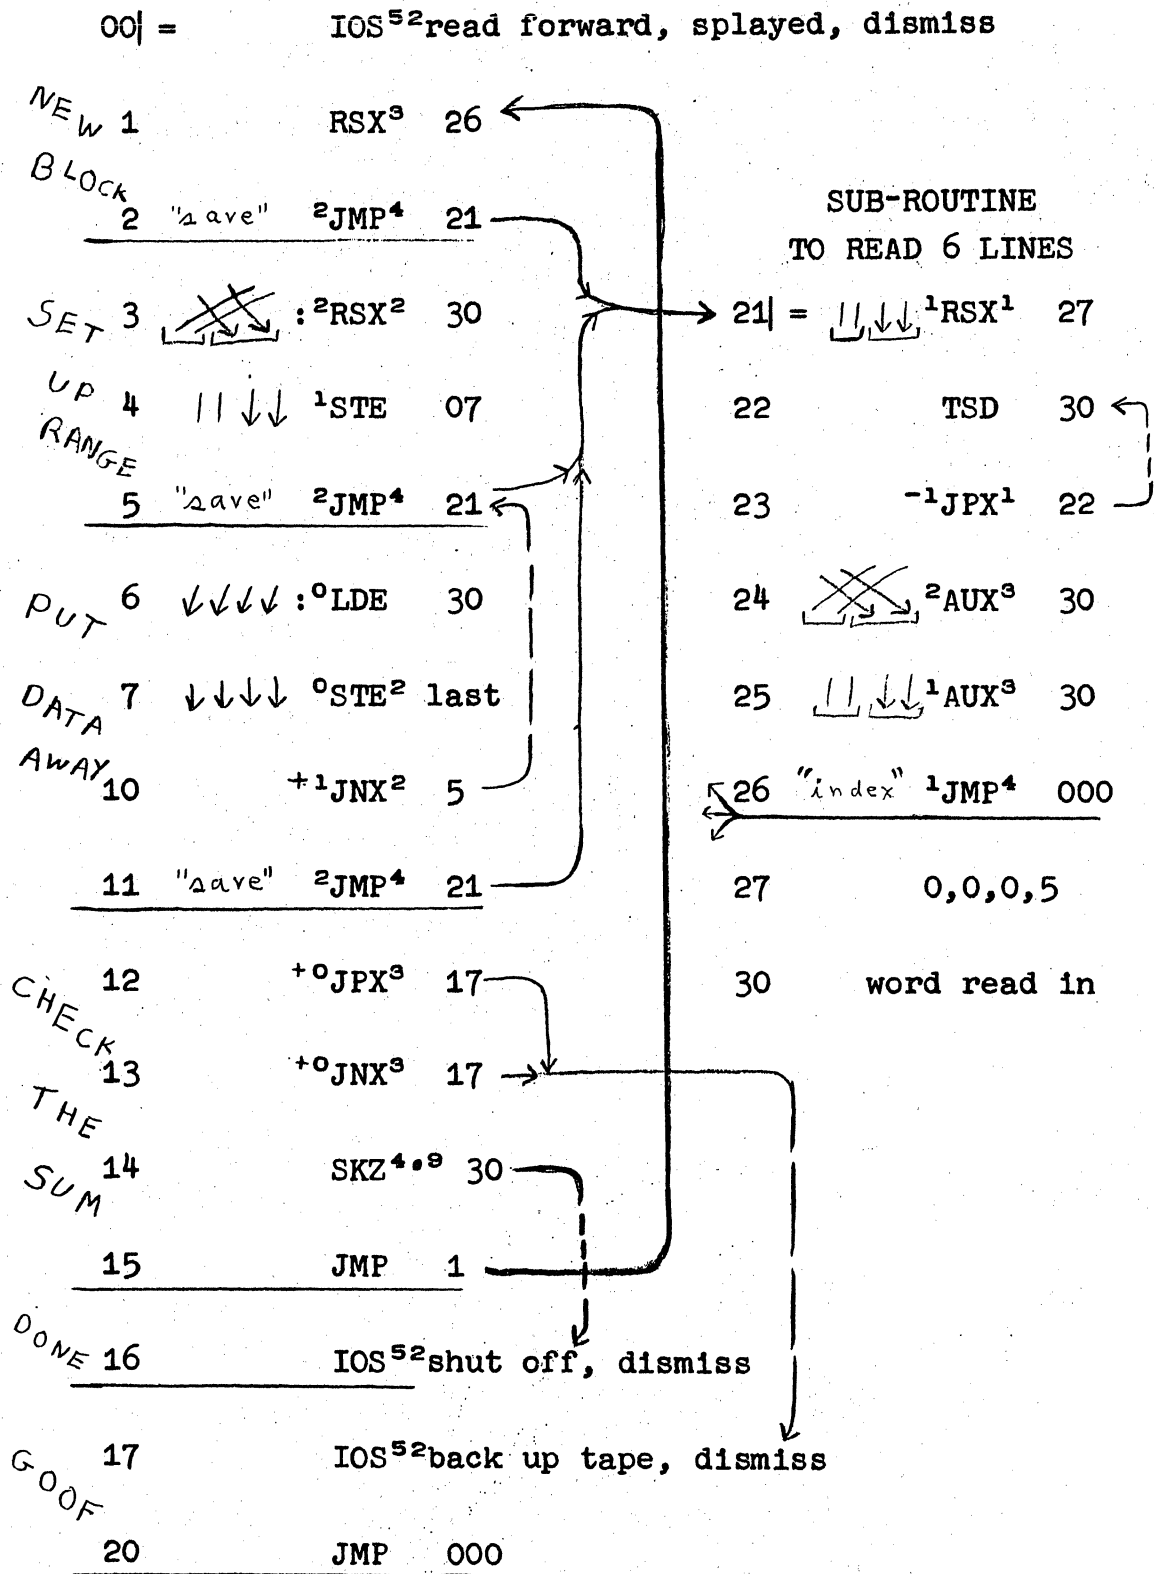 00| = IOS⁵²read forward, splayed, dismiss
NEW BLOCK
1 RSX³ 26
2 "save" ²JMP⁴ 21
SET UP RANGE
3 :²RSX² 30
4 ¹STE 07
5 "save" ²JMP⁴ 21
PUT DATA AWAY
6 :⁰LDE 30
7 ⁰STE² last
10 ⁺¹JNX² 5
11 "save" ²JMP⁴ 21
CHECK THE SUM
12 ⁺⁰JPX³ 17
13 ⁺⁰JNX³ 17
14 SKZ⁴·⁹ 30
15 JMP 1
DONE
16 IOS⁵²shut off, dismiss
GOOF
17 IOS⁵²back up tape, dismiss
20 JMP 000
SUB-ROUTINE
TO READ 6 LINES
21| = ¹RSX¹ 27
22 TSD 30
23 ⁻¹JPX¹ 22
24 ²AUX³ 30
25 ¹AUX³ 30
26 "index" ¹JMP⁴ 000
27 0,0,0,5
30 word read in